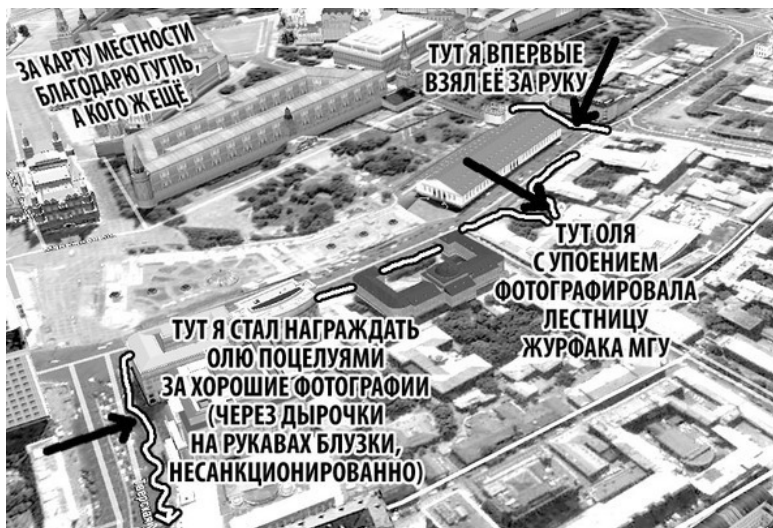 ЗА КАРТУ МЕСТНОСТИ
БЛАГОДАРЮ ГУГЛЬ,
А КОГО Ж ЕЩЁ
ТУТ Я ВПЕРВЫЕ
ВЗЯЛ ЕЁ ЗА РУКУ
ТУТ ОЛЯ
С УПОЕНИЕМ
ФОТОГРАФИРОВАЛА
ЛЕСТНИЦУ
ЖУРФАКА МГУ
ТУТ Я СТАЛ НАГРАЖДАТЬ
ОЛЮ ПОЦЕЛУЯМИ
ЗА ХОРОШИЕ ФОТОГРАФИИ
(ЧЕРЕЗ ДЫРОЧКИ
НА РУКАВАХ БЛУЗКИ,
НЕСАНКЦИОНИРОВАННО)
Тверская